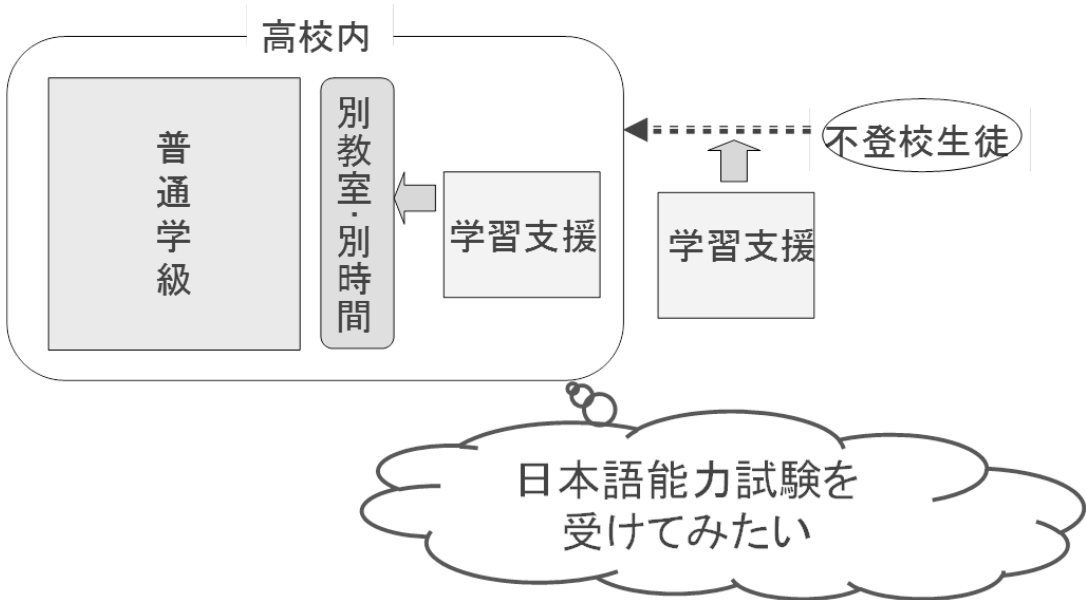 高校内
普通学級
別教室・別時間
学習支援
不登校生徒
学習支援
日本語能力試験を
受けてみたい